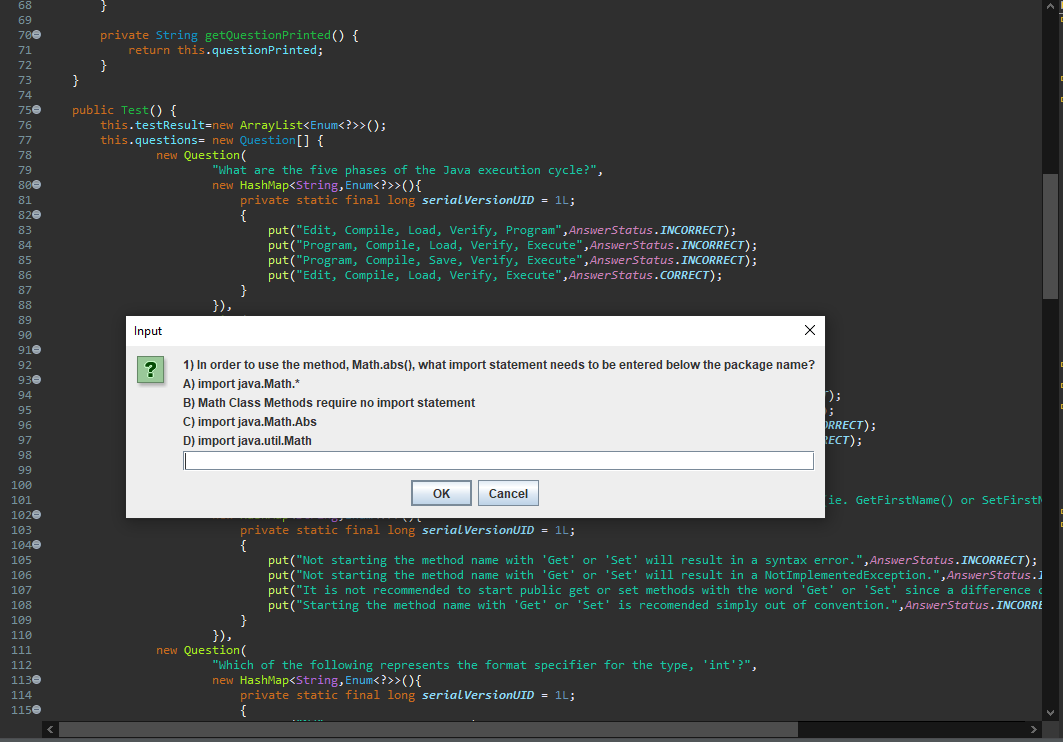 68 }
69
70 private String getQuestionPrinted() {
71 return this.questionPrinted;
72 }
73 }
74
75 public Test() {
76 this.testResult=new ArrayList<Enum<?>>();
77 this.questions= new Question[] {
78 new Question(
79 "What are the five phases of the Java execution cycle?",
80 new HashMap<String,Enum<?>>(){
81 private static final long serialVersionUID = 1L;
82 {
83 put("Edit, Compile, Load, Verify, Program",AnswerStatus.INCORRECT);
84 put("Program, Compile, Load, Verify, Execute",AnswerStatus.INCORRECT);
85 put("Program, Compile, Save, Verify, Execute",AnswerStatus.INCORRECT);
86 put("Edit, Compile, Load, Verify, Execute",AnswerStatus.CORRECT);
87 }
88 }),
89
90
91
92
93
94 );
95 ;
96 ORRECT);
97 RECT);
98
99
100
101 ie. GetFirstName() or SetFirstN
102
Input
?
1) In order to use the method, Math.abs(), what import statement needs to be entered below the package name?
A) import java.Math.*
B) Math Class Methods require no import statement
C) import java.Math.Abs
D) import java.util.Math
OK Cancel
103 private static final long serialVersionUID = 1L;
104 {
105 put("Not starting the method name with 'Get' or 'Set' will result in a syntax error.",AnswerStatus.INCORRECT);
106 put("Not starting the method name with 'Get' or 'Set' will result in a NotImplementedException.",AnswerStatus.I
107 put("It is not recommended to start public get or set methods with the word 'Get' or 'Set' since a difference
108 put("Starting the method name with 'Get' or 'Set' is recomended simply out of convention.",AnswerStatus.INCORRE
109 }
110 }),
111 new Question(
112 "Which of the following represents the format specifier for the type, 'int'?",
113 new HashMap<String,Enum<?>>(){
114 private static final long serialVersionUID = 1L;
115 {